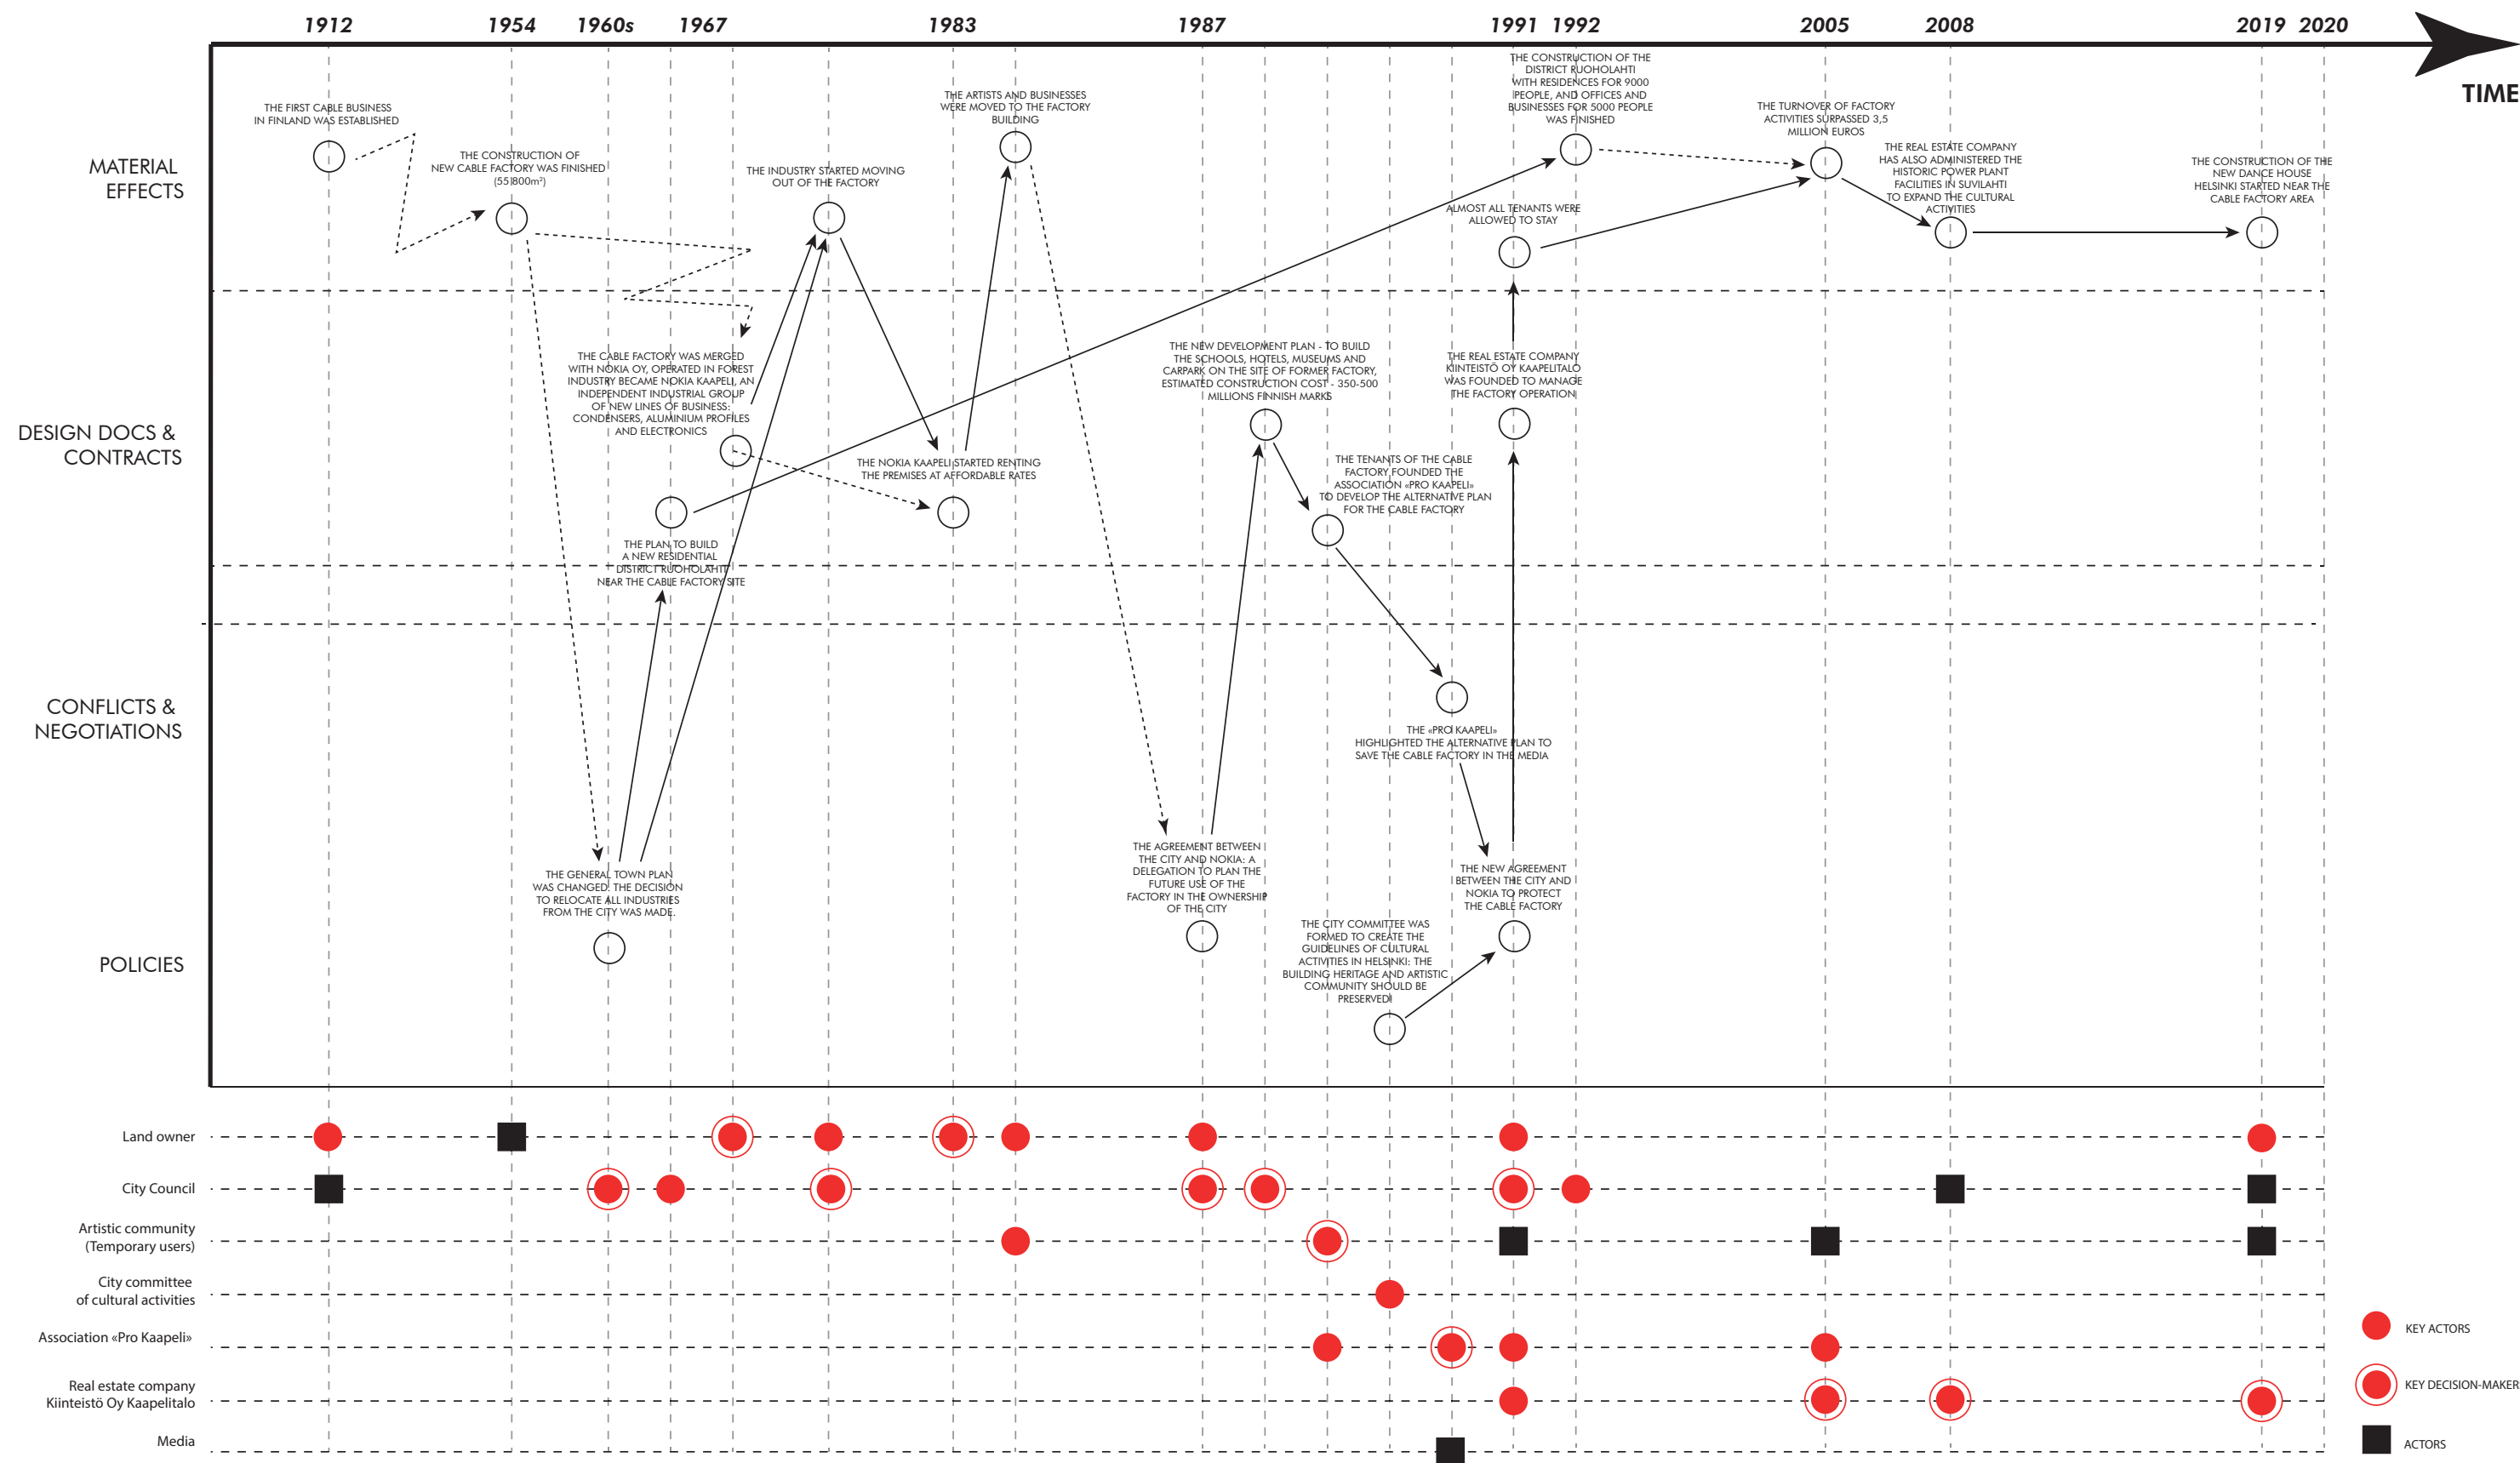 1912
1954
1960s
1967
1983
1987
1991
1992
2005
2008
2019
2020
TIME
MATERIAL
EFFECTS
THE FIRST CABLE BUSINESS
IN FINLAND WAS ESTABLISHED
THE CONSTRUCTION OF
NEW CABLE FACTORY WAS FINISHED
(55 800m²)
THE INDUSTRY STARTED MOVING
OUT OF THE FACTORY
THE ARTISTS AND BUSINESSES
WERE MOVED TO THE FACTORY
BUILDING
THE CONSTRUCTION OF THE
DISTRICT RUOHOLAHTI
WITH RESIDENCES FOR 9000
PEOPLE, AND OFFICES AND
BUSINESSES FOR 5000 PEOPLE
WAS FINISHED
ALMOST ALL TENANTS WERE
ALLOWED TO STAY
THE TURNOVER OF FACTORY
ACTIVITIES SURPASSED 3,5
MILLION EUROS
THE REAL ESTATE COMPANY
HAS ALSO ADMINISTERED THE
HISTORIC POWER PLANT
FACILITIES IN SUVILAHTI
TO EXPAND THE CULTURAL
ACTIVITIES
THE CONSTRUCTION OF THE
NEW DANCE HOUSE
HELSINKI STARTED NEAR THE
CABLE FACTORY AREA
DESIGN DOCS &
CONTRACTS
THE CABLE FACTORY WAS MERGED
WITH NOKIA OY, OPERATED IN FOREST
INDUSTRY BECAME NOKIA KAAPELI, AN
INDEPENDENT INDUSTRIAL GROUP
OF NEW LINES OF BUSINESS:
CONDENSERS, ALUMINIUM PROFILES
AND ELECTRONICS
THE PLAN TO BUILD
A NEW RESIDENTIAL
DISTRICT RUOHOLAHTI
NEAR THE CABLE FACTORY SITE
THE NOKIA KAAPELI STARTED RENTING
THE PREMISES AT AFFORDABLE RATES
THE NEW DEVELOPMENT PLAN - TO BUILD
THE SCHOOLS, HOTELS, MUSEUMS AND
CARPARK ON THE SITE OF FORMER FACTORY,
ESTIMATED CONSTRUCTION COST - 350-500
MILLIONS FINNISH MARKS
THE TENANTS OF THE CABLE
FACTORY FOUNDED THE
ASSOCIATION «PRO KAAPELI»
TO DEVELOP THE ALTERNATIVE PLAN
FOR THE CABLE FACTORY
THE REAL ESTATE COMPANY
KIINTEISTÖ OY KAAPELITALO
WAS FOUNDED TO MANAGE
THE FACTORY OPERATION
CONFLICTS &
NEGOTIATIONS
THE «PRO KAAPELI»
HIGHLIGHTED THE ALTERNATIVE PLAN TO
SAVE THE CABLE FACTORY IN THE MEDIA
POLICIES
THE GENERAL TOWN PLAN
WAS CHANGED. THE DECISION
TO RELOCATE ALL INDUSTRIES
FROM THE CITY WAS MADE.
THE AGREEMENT BETWEEN
THE CITY AND NOKIA: A
DELEGATION TO PLAN THE
FUTURE USE OF THE
FACTORY IN THE OWNERSHIP
OF THE CITY
THE CITY COMMITTEE WAS
FORMED TO CREATE THE
GUIDELINES OF CULTURAL
ACTIVITIES IN HELSINKI: THE
BUILDING HERITAGE AND ARTISTIC
COMMUNITY SHOULD BE
PRESERVED!
THE NEW AGREEMENT
BETWEEN THE CITY AND
NOKIA TO PROTECT
THE CABLE FACTORY
Land owner
City Council
Artistic community
(Temporary users)
City committee
of cultural activities
Association «Pro Kaapeli»
Real estate company
Kiinteistö Oy Kaapelitalo
Media
KEY ACTORS
KEY DECISION-MAKER
ACTORS